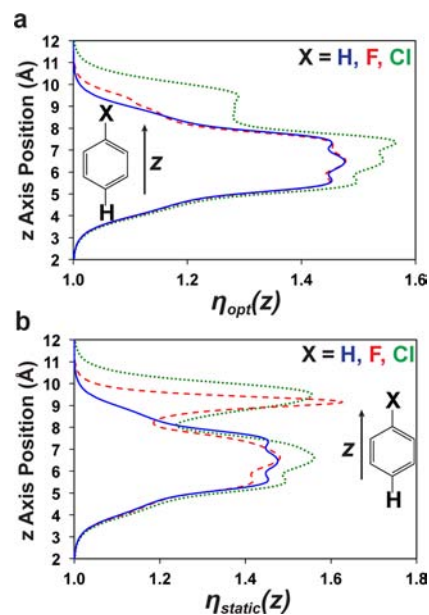 a
X = H, F, Cl
z Axis Position (Å)
12
11
10
9
8
7
6
5
4
3
2
X
z
H
1.0
1.2
1.4
1.6
ηopt(z)
b
X = H, F, Cl
z Axis Position (Å)
12
11
10
9
8
7
6
5
4
3
2
X
z
H
1.0
1.2
1.4
1.6
1.8
ηstatic(z)